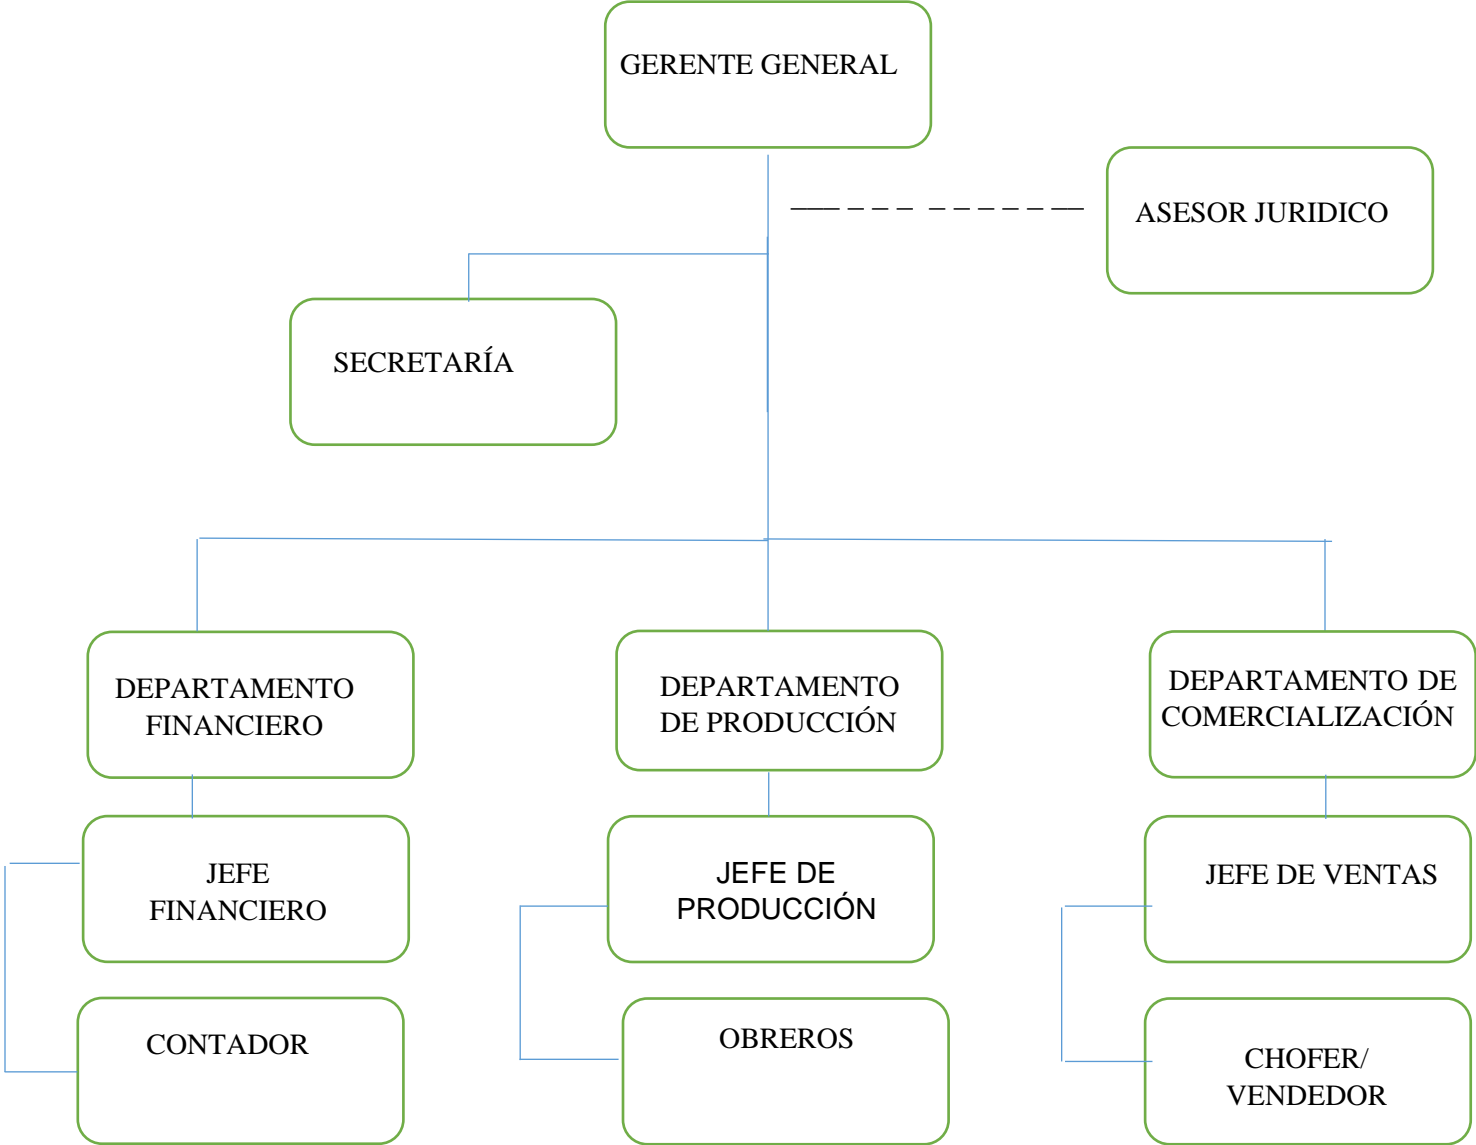 GERENTE GENERAL
ASESOR JURIDICO
SECRETARÍA
DEPARTAMENTO
FINANCIERO
DEPARTAMENTO
DE PRODUCCIÓN
DEPARTAMENTO DE
COMERCIALIZACIÓN
JEFE
FINANCIERO
JEFE DE
PRODUCCIÓN
JEFE DE VENTAS
CONTADOR
OBREROS
CHOFER/
VENDEDOR